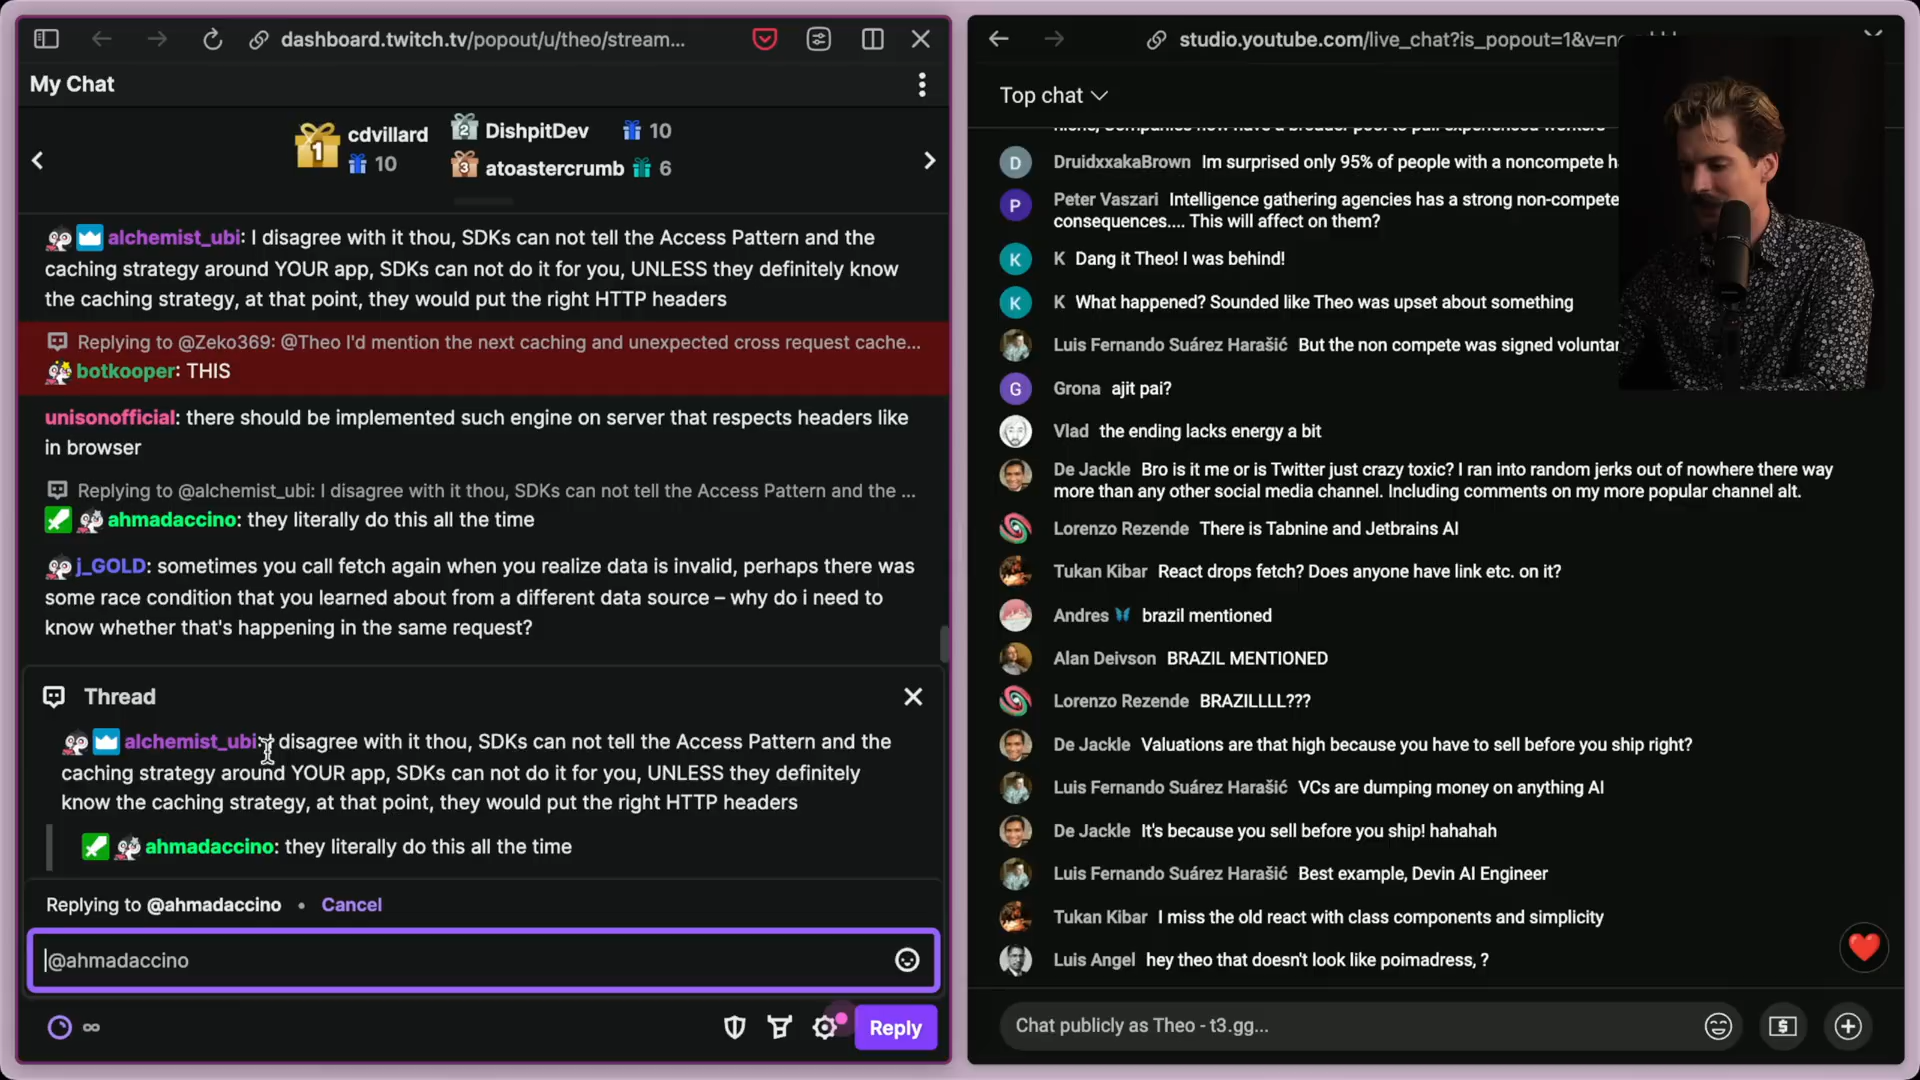 dashboard.twitch.tv/popout/u/theo/stream...
My Chat
1 cdvillard
10
2 DishpitDev 10
3 atoastercrumb 6
alchemist_ubi: I disagree with it thou, SDKs can not tell the Access Pattern and the
caching strategy around YOUR app, SDKs can not do it for you, UNLESS they definitely know
the caching strategy, at that point, they would put the right HTTP headers
Replying to @Zeko369: @Theo I'd mention the next caching and unexpected cross request cache...
botkooper: THIS
unisonofficial: there should be implemented such engine on server that respects headers like
in browser
Replying to @alchemist_ubi: I disagree with it thou, SDKs can not tell the Access Pattern and the ...
ahmadaccino: they literally do this all the time
j_GOLD: sometimes you call fetch again when you realize data is invalid, perhaps there was
some race condition that you learned about from a different data source – why do i need to
know whether that's happening in the same request?
Thread
alchemist_ubi: I disagree with it thou, SDKs can not tell the Access Pattern and the
caching strategy around YOUR app, SDKs can not do it for you, UNLESS they definitely
know the caching strategy, at that point, they would put the right HTTP headers
ahmadaccino: they literally do this all the time
Replying to @ahmadaccino • Cancel
@ahmadaccino
∞
Reply
studio.youtube.com/live_chat?is_popout=1&v=n
Top chat
niche, Companies now have a broader pool to pull experienced workers
D DruidxxakaBrown Im surprised only 95% of people with a noncompete h
P Peter Vaszari Intelligence gathering agencies has a strong non-compete
consequences.... This will affect on them?
K K Dang it Theo! I was behind!
K K What happened? Sounded like Theo was upset about something
Luis Fernando Suárez Harašić But the non compete was signed voluntar
G Grona ajit pai?
Vlad the ending lacks energy a bit
De Jackle Bro is it me or is Twitter just crazy toxic? I ran into random jerks out of nowhere there way
more than any other social media channel. Including comments on my more popular channel alt.
Lorenzo Rezende There is Tabnine and Jetbrains AI
Tukan Kibar React drops fetch? Does anyone have link etc. on it?
Andres brazil mentioned
Alan Deivson BRAZIL MENTIONED
Lorenzo Rezende BRAZILLLL???
De Jackle Valuations are that high because you have to sell before you ship right?
Luis Fernando Suárez Harašić VCs are dumping money on anything AI
De Jackle It's because you sell before you ship! hahahah
Luis Fernando Suárez Harašić Best example, Devin AI Engineer
Tukan Kibar I miss the old react with class components and simplicity
Luis Angel hey theo that doesn't look like poimadress, ?
Chat publicly as Theo - t3.gg...